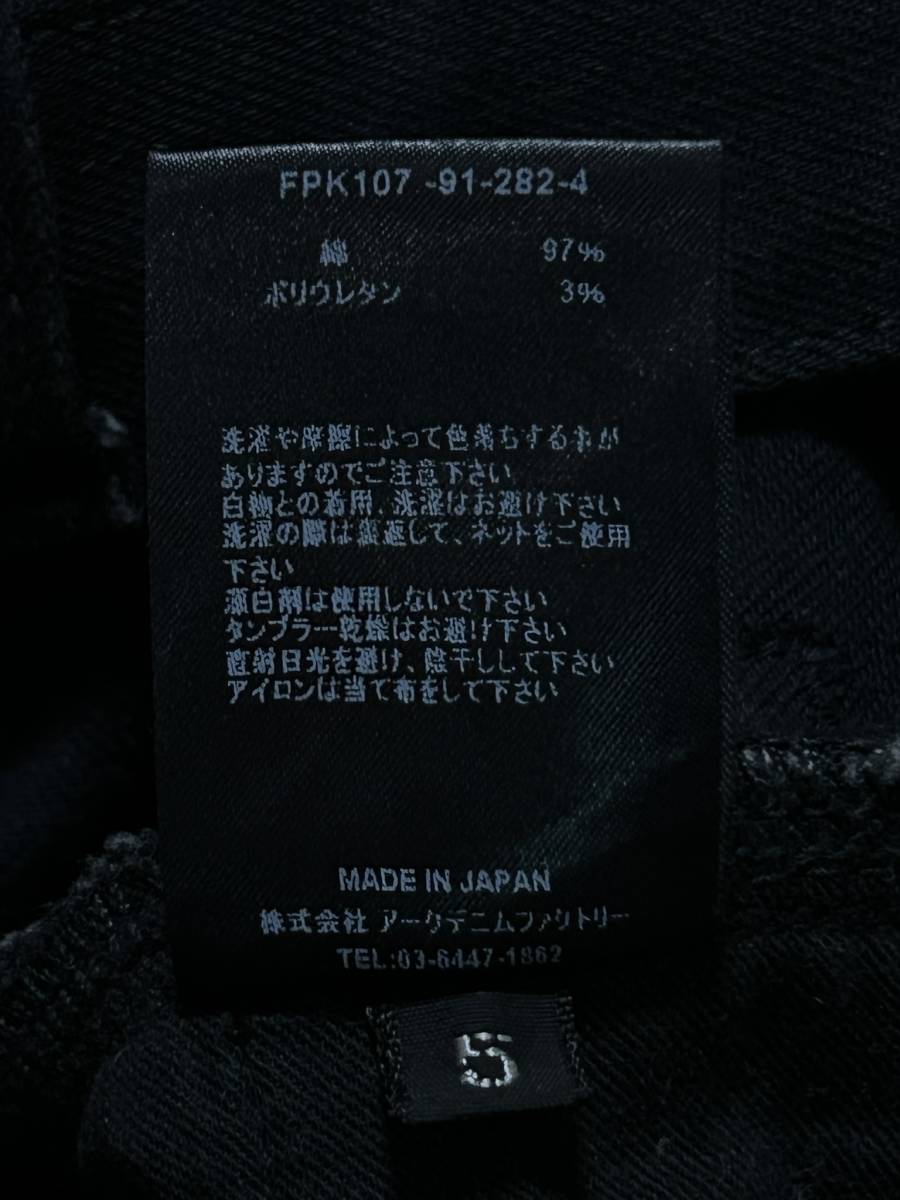 FPK107 -91-282-4
綿 97%
ポリウレタン 3%
洗濯や摩擦によって色落ちする事が
ありますのでご注意下さい
白物との着用、洗濯はお避け下さい
洗濯の際は裏返して、ネットをご使用
下さい
漂白剤は使用しないで下さい
タンブラー乾燥はお避け下さい
直射日光を避け、陰干しして下さい
アイロンは当て布をして下さい
MADE IN JAPAN
株式会社 アークデニムファクトリー
TEL:03-6447-1862
5